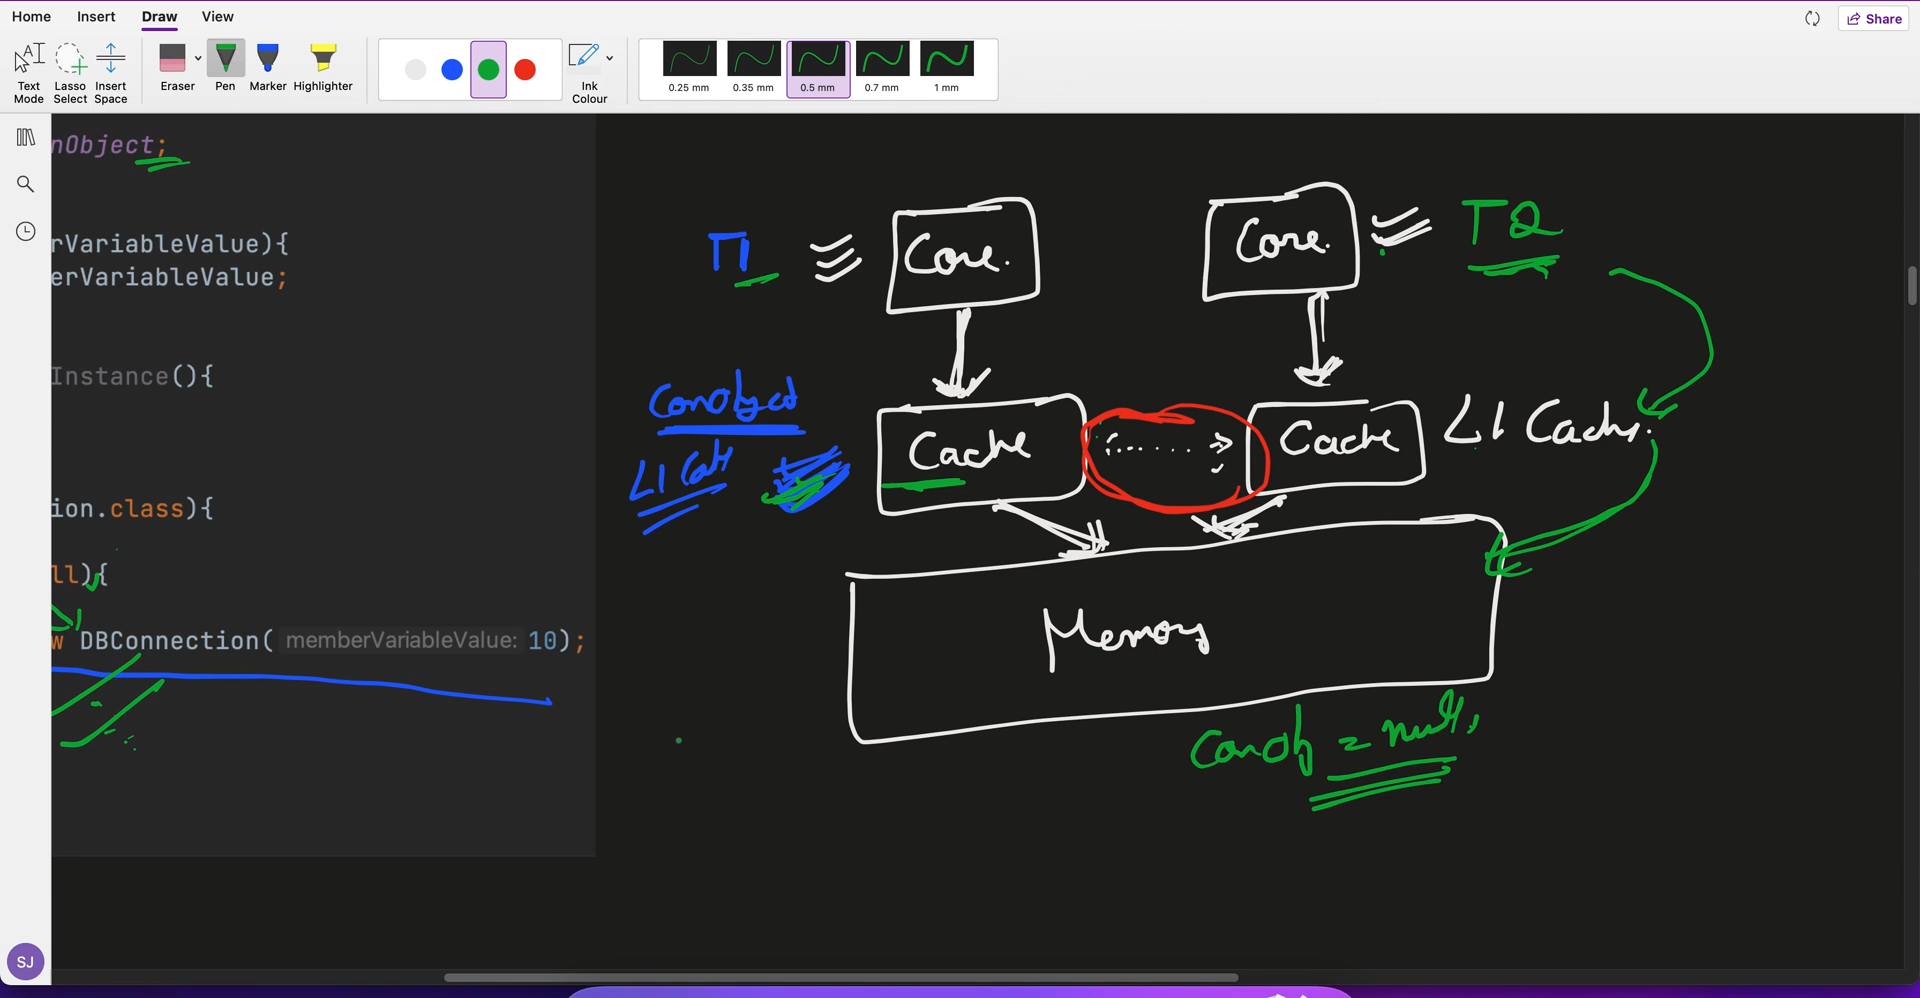 Home Insert Draw View
Share
Text Mode
Lasso Select
Insert Space
Eraser
Pen
Marker
Highlighter
Ink Colour
0.25 mm
0.35 mm
0.5 mm
0.7 mm
1 mm
nObject;
rVariableValue){
erVariableValue;
Instance(){
ion.class){
ll){
w DBConnection( memberVariableValue: 10);
T1
Core.
Core.
T2
Conobject
L1
Cache
Cache
L1 Cache.
Memory
= null;
SJ